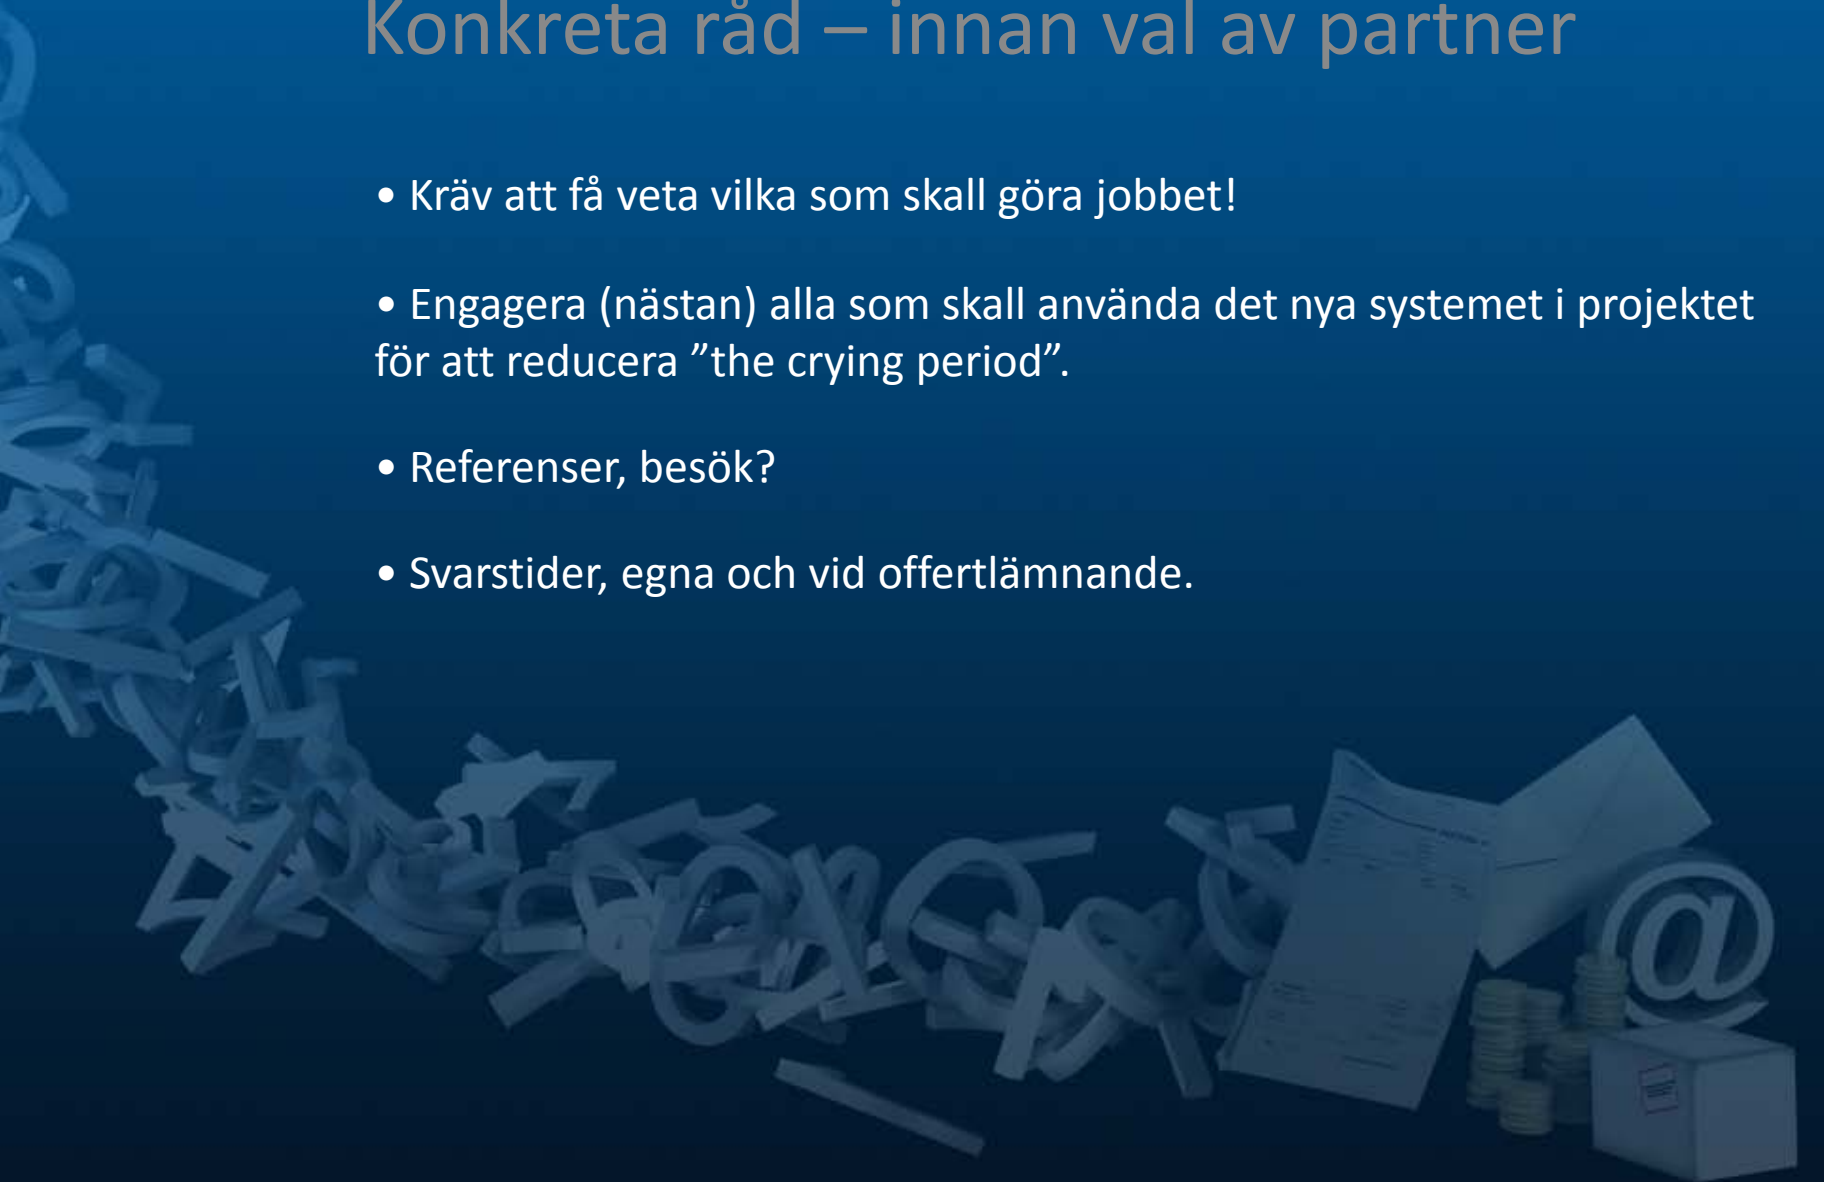 Konkreta råd – innan val av partner
• Kräv att få veta vilka som skall göra jobbet!
• Engagera (nästan) alla som skall använda det nya systemet i projektet
för att reducera ”the crying period”.
• Referenser, besök?
• Svarstider, egna och vid offertlämnande.
@